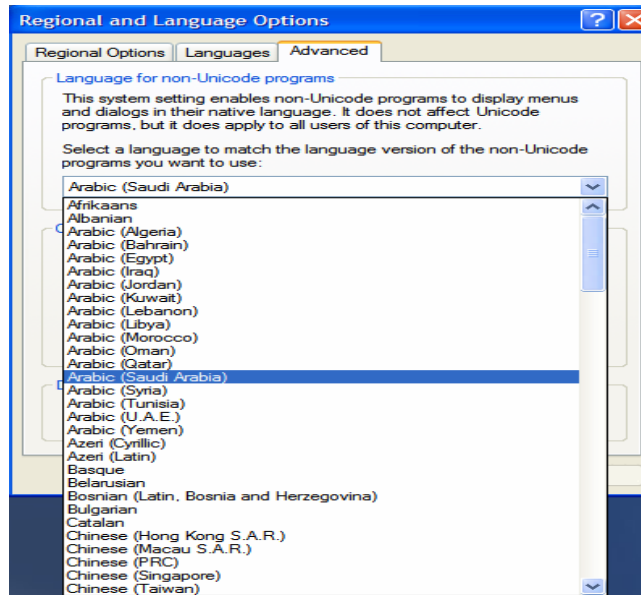 Regional and Language Options
Regional Options Languages Advanced
Language for non-Unicode programs
This system setting enables non-Unicode programs to display menus
and dialogs in their native language. It does not affect Unicode
programs, but it does apply to all users of this computer.
Select a language to match the language version of the non-Unicode
programs you want to use:
Arabic (Saudi Arabia)
Afrikaans
Albanian
Arabic (Algeria)
Arabic (Bahrain)
Arabic (Egypt)
Arabic (Iraq)
Arabic (Jordan)
Arabic (Kuwait)
Arabic (Lebanon)
Arabic (Libya)
Arabic (Morocco)
Arabic (Oman)
Arabic (Qatar)
Arabic (Saudi Arabia)
Arabic (Syria)
Arabic (Tunisia)
Arabic (U.A.E.)
Arabic (Yemen)
Azeri (Cyrillic)
Azeri (Latin)
Basque
Belarusian
Bosnian (Latin, Bosnia and Herzegovina)
Bulgarian
Catalan
Chinese (Hong Kong S.A.R.)
Chinese (Macau S.A.R.)
Chinese (PRC)
Chinese (Singapore)
Chinese (Taiwan)